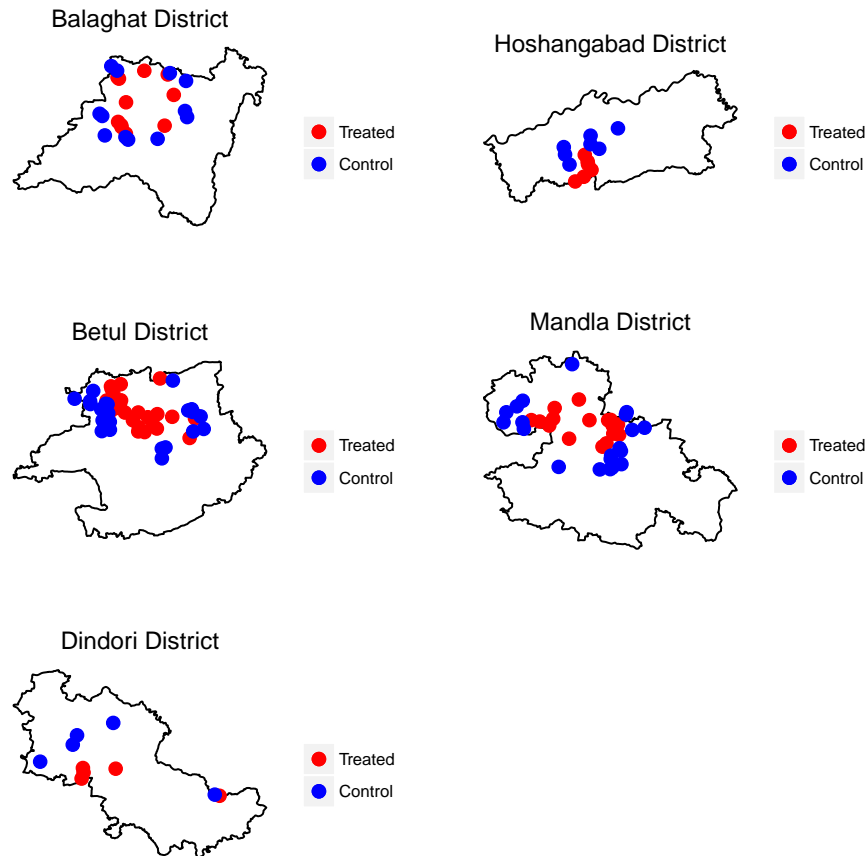 Balaghat District
Treated
Control
Hoshangabad District
Treated
Control
Betul District
Treated
Control
Mandla District
Treated
Control
Dindori District
Treated
Control